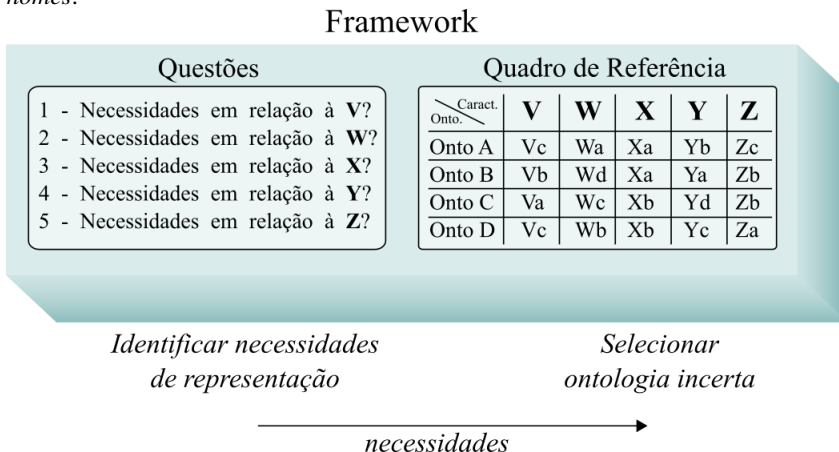 nomes.
Framework
Questões
1 - Necessidades em relação à V?
2 - Necessidades em relação à W?
3 - Necessidades em relação à X?
4 - Necessidades em relação à Y?
5 - Necessidades em relação à Z?
Quadro de Referência
Caract. Onto. V W X Y Z
Onto A Vc Wa Xa Yb Zc
Onto B Vb Wd Xa Ya Zb
Onto C Va Wc Xb Yd Zb
Onto D Vc Wb Xb Yc Za
Identificar necessidades
de representação
Selecionar
ontologia incerta
necessidades